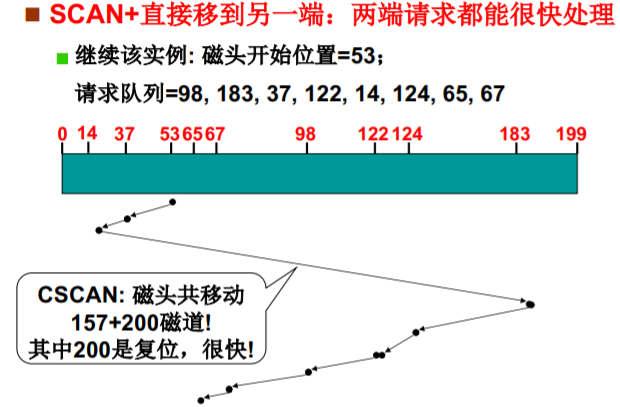 SCAN+直接移到另一端：两端请求都能很快处理
继续该实例: 磁头开始位置=53；
请求队列=98, 183, 37, 122, 14, 124, 65, 67
0 14 37 53 65 67 98 122 124 183 199
CSCAN: 磁头共移动
157+200磁道!
其中200是复位，很快!